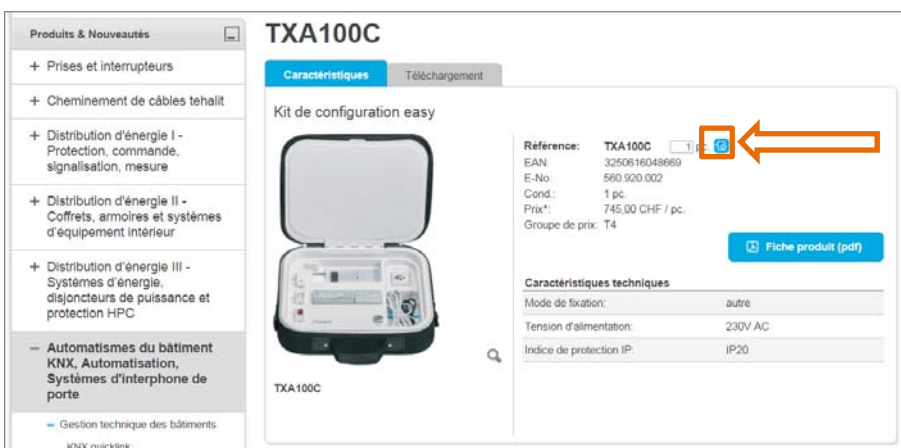 Produits & Nouveautés
+ Prises et interrupteurs
+ Cheminement de câbles tehalit
+ Distribution d'énergie I -
Protection, commande,
signalisation, mesure
+ Distribution d'énergie II -
Coffrets, armoires et systèmes
d'équipement intérieur
+ Distribution d'énergie III -
Systèmes d'énergie,
disjoncteurs de puissance et
protection HPC
– Automatismes du bâtiment
KNX, Automatisation,
Systèmes d'interphone de
porte
– Gestion technique des bâtiments
KNX quicklink
TXA100C
Caractéristiques
Téléchargement
Kit de configuration easy
TXA100C
Référence: TXA100C 1 pc.
EAN: 3250616048669
E-No: 560.920.002
Cond.: 1 pc.
Prix*: 745,00 CHF / pc.
Groupe de prix: T4
Fiche produit (pdf)
Caractéristiques techniques
Mode de fixation: autre
Tension d'alimentation: 230V AC
Indice de protection IP: IP20